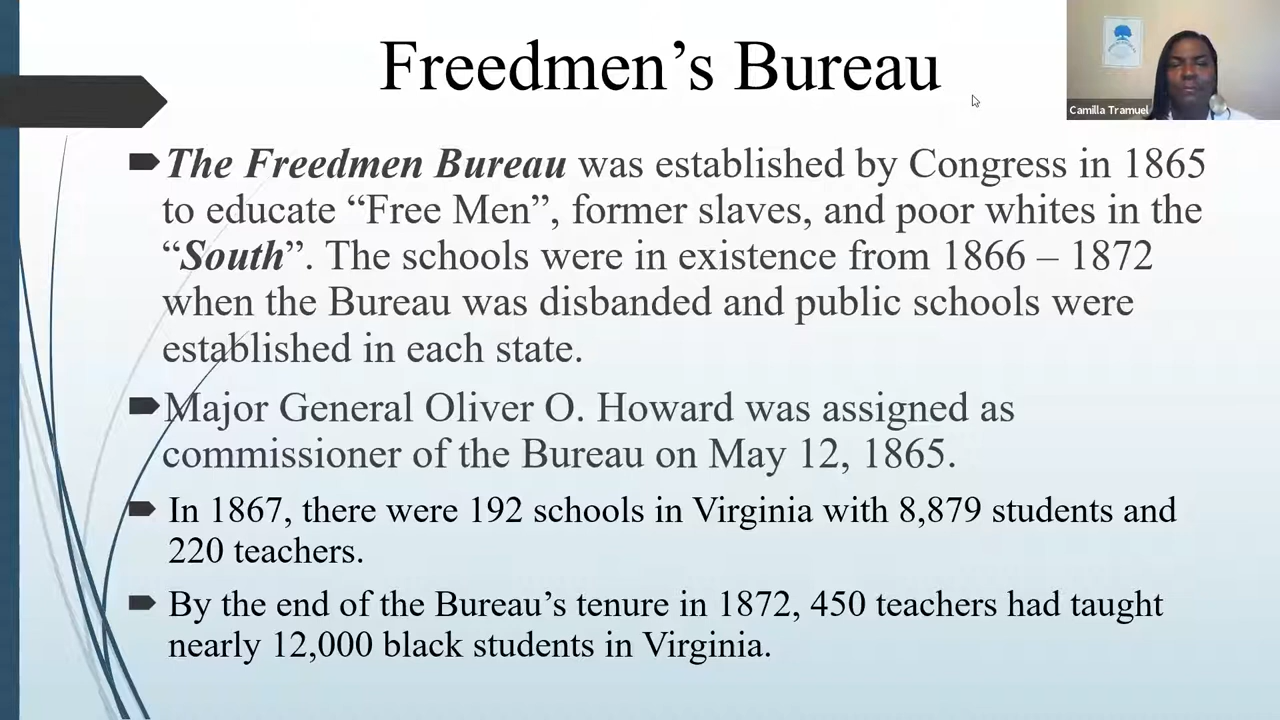 Freedmen’s Bureau
Camilla Tramuel
The Freedmen Bureau was established by Congress in 1865
to educate “Free Men”, former slaves, and poor whites in the
“South”. The schools were in existence from 1866 – 1872
when the Bureau was disbanded and public schools were
established in each state.
Major General Oliver O. Howard was assigned as
commissioner of the Bureau on May 12, 1865.
In 1867, there were 192 schools in Virginia with 8,879 students and
220 teachers.
By the end of the Bureau’s tenure in 1872, 450 teachers had taught
nearly 12,000 black students in Virginia.